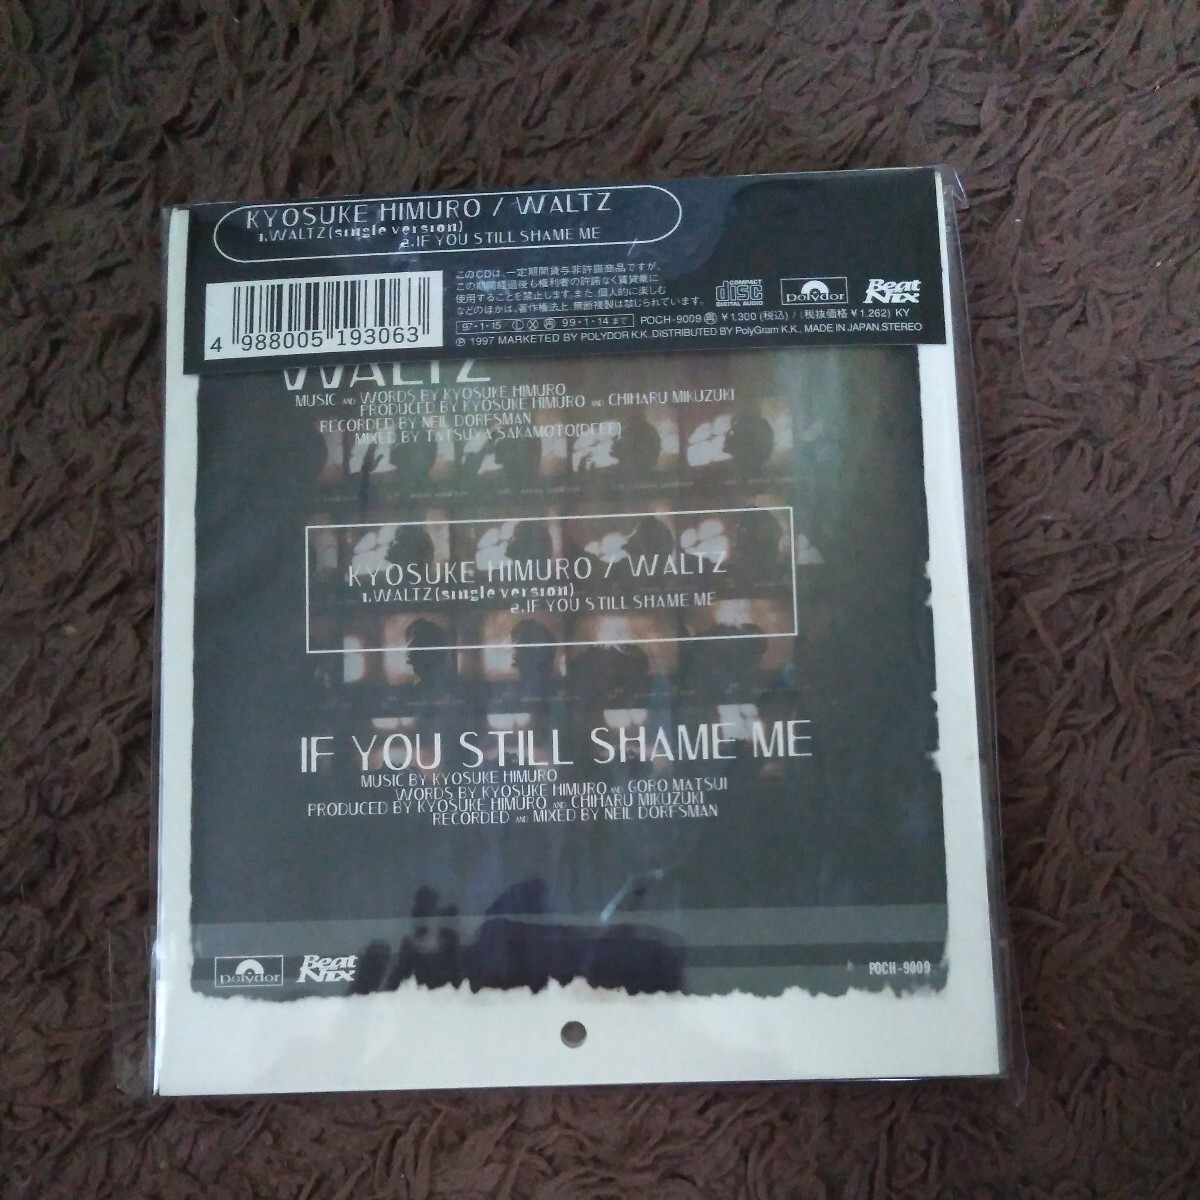 KYOSUKE HIMURO / WALTZ
1.WALTZ(single version)
2.IF YOU STILL SHAME ME
このCDは、一定期間貸与非許諾商品ですが、
この期間経過後も権利者の許諾なく賃貸業に
使用することを禁止します。また、個人的に楽しむ
などのほかは、著作権法上、無断複製は禁じられています。
COMPACT
disc
DIGITAL AUDIO
polydor
Beat
Nix
97・1・15 Ⓛ Ⓧ 再 99・1・14まで POCH-9009 再 ¥1,300(税込)/(税抜価格¥1,262) KY
℗ 1997 MARKETED BY POLYDOR K.K.,DISTRIBUTED BY PolyGram K.K., MADE IN JAPAN.STEREO
4 988005 193063
WALTZ
MUSIC AND WORDS BY KYOSUKE HIMURO
PRODUCED BY KYOSUKE HIMURO AND CHIHARU MIKUZUKI
RECORDED BY NEIL DORFSMAN
MIXED BY TATSUYA SAKAMOTO(DEEE)
KYOSUKE HIMURO / WALTZ
1.WALTZ(single version)
2.IF YOU STILL SHAME ME
IF YOU STILL SHAME ME
MUSIC BY KYOSUKE HIMURO
WORDS BY KYOSUKE HIMURO AND GORO MATSUI
PRODUCED BY KYOSUKE HIMURO AND CHIHARU MIKUZUKI
RECORDED AND MIXED BY NEIL DORFSMAN
polydor
Beat
Nix
POCH-9009